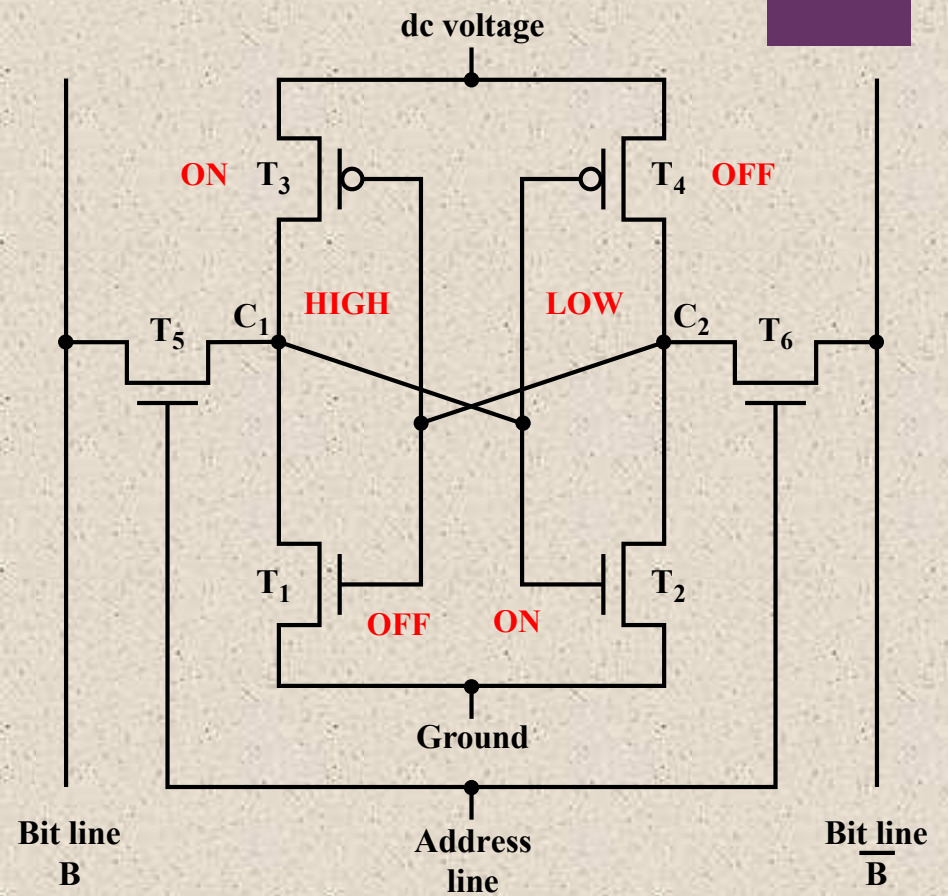 dc voltage
ON T₃ T₄ OFF
HIGH LOW
T₅ C₁ C₂ T₆
T₁ T₂
OFF ON
Ground
Bit line
B
Address
line
Bit line
B̅